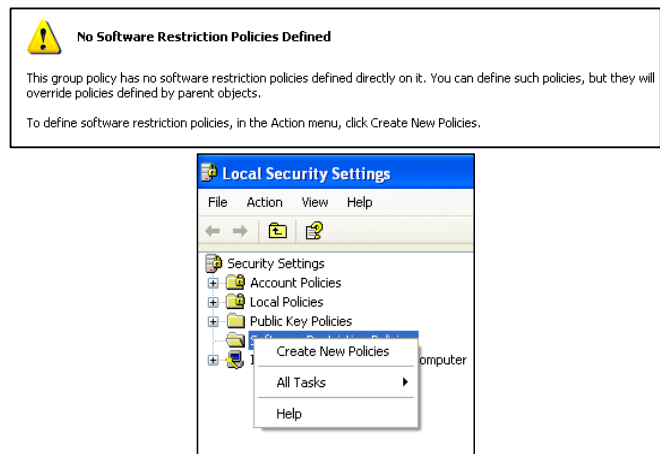 No Software Restriction Policies Defined
This group policy has no software restriction policies defined directly on it. You can define such policies, but they will
override policies defined by parent objects.
To define software restriction policies, in the Action menu, click Create New Policies.
Local Security Settings
File Action View Help
Security Settings
Account Policies
Local Policies
Public Key Policies
Create New Policies
All Tasks
Help